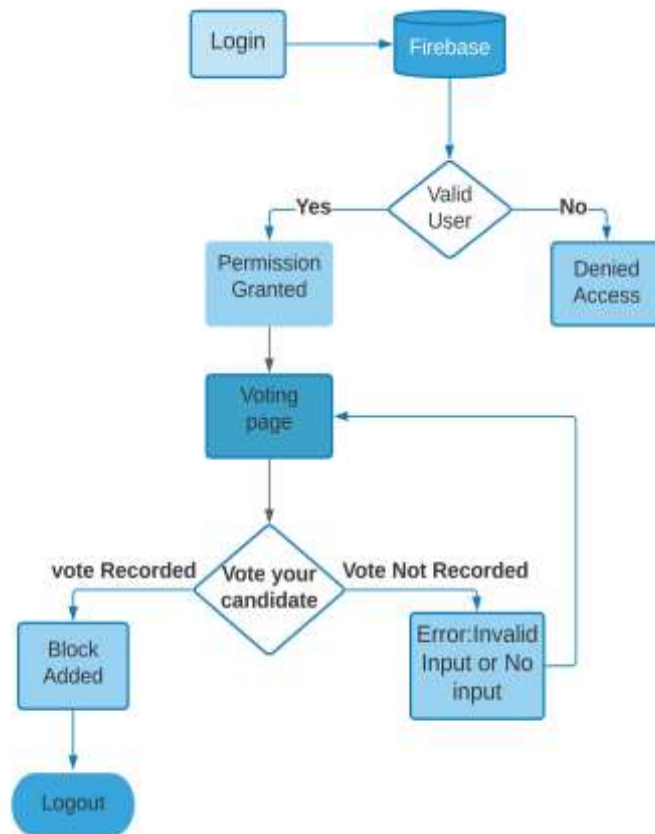 Login
Firebase
Valid
User
Yes
No
Permission
Granted
Denied
Access
Voting
page
vote Recorded
Vote your
candidate
Vote Not Recorded
Block
Added
Error:Invalid
Input or No
input
Logout